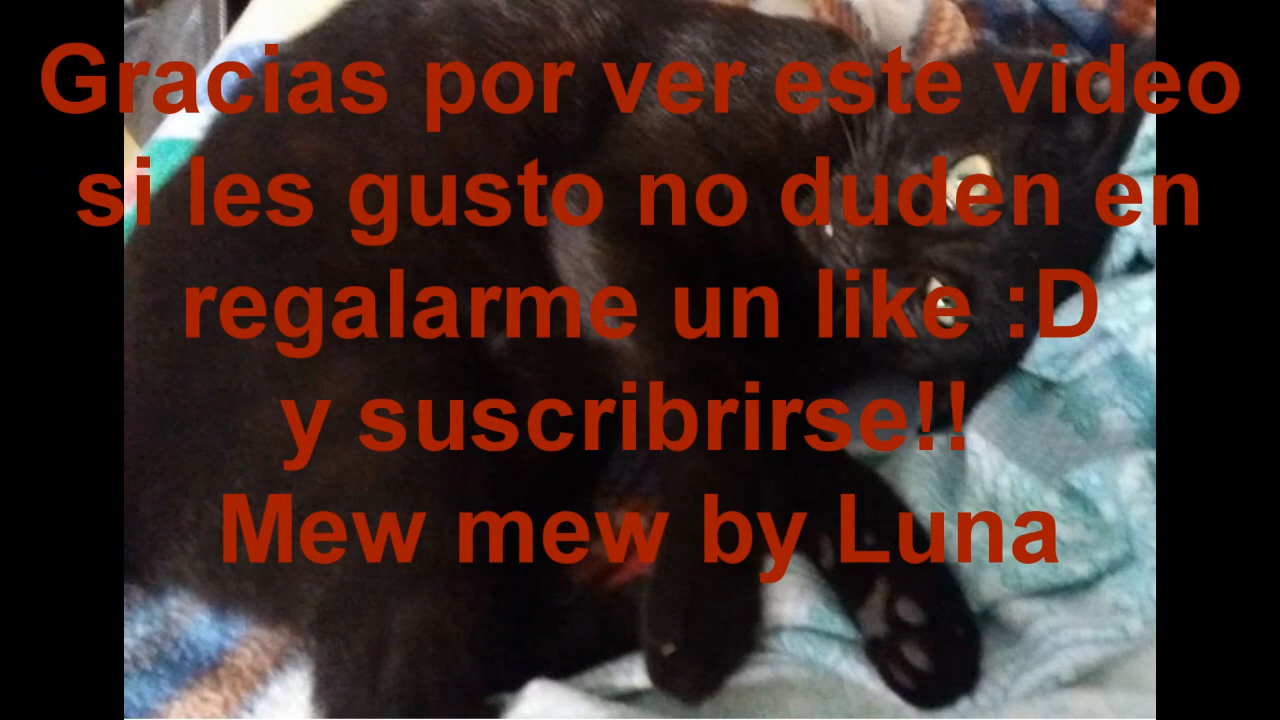 Gracias por ver este video
si les gusto no duden en
regalarme un like :D
y suscribrirse!!
Mew mew by Luna